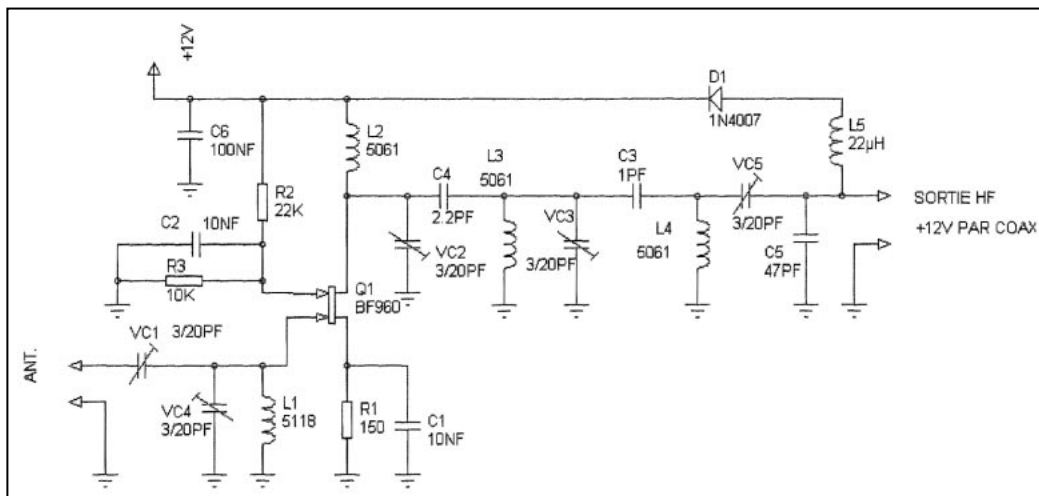 +12V
D1
1N4007
C6
100NF
L2
5061
L5
22µH
C4
2.2PF
L3
5061
C3
1PF
VC5
3/20PF
R2
22K
C2
10NF
R3
10K
VC2
3/20PF
VC3
3/20PF
L4
5061
C5
47PF
SORTIE HF
+12V PAR COAX
Q1
BF960
VC1
3/20PF
ANT.
VC4
3/20PF
L1
5118
R1
150
C1
10NF